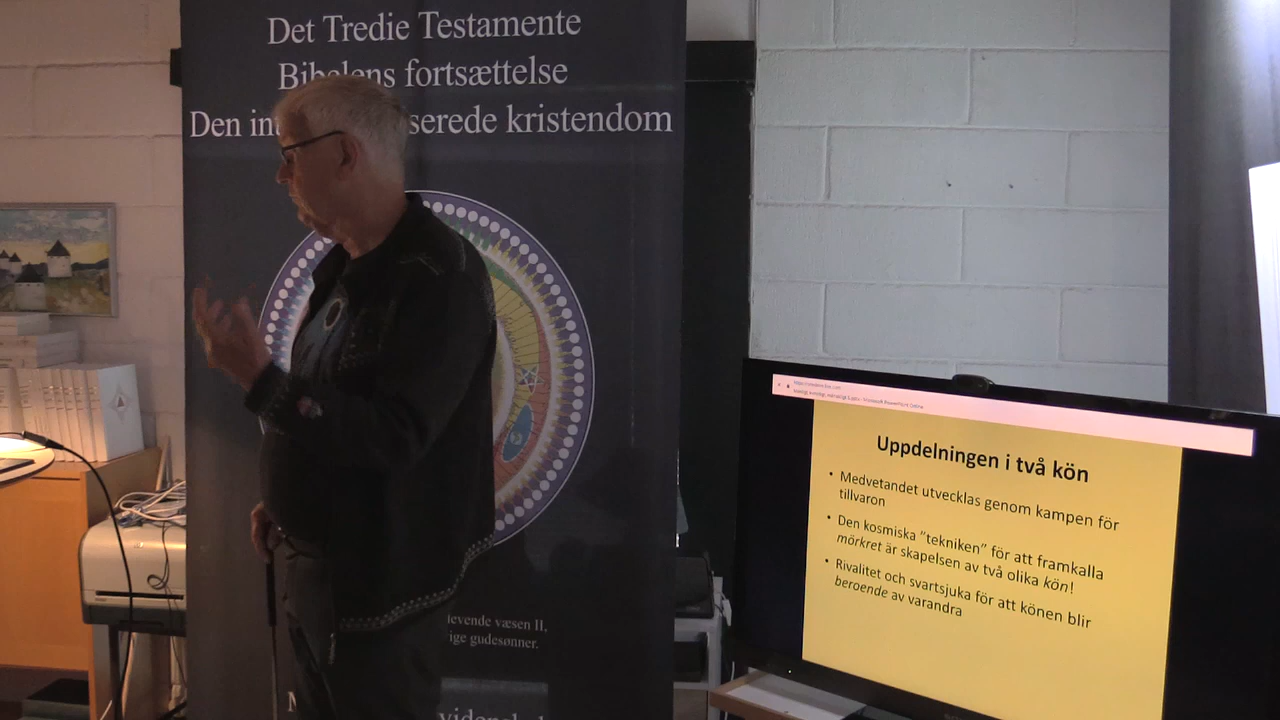 Det Tredie Testamente
Bibelens fortsættelse
Den int serede kristendom
levende væsen II,
ige gudesønner.
M videnskab
Uppdelningen i två kön
• Medvetandet utvecklas genom kampen för
tillvaron
• Den kosmiska ”tekniken” för att framkalla
mörkret är skapelsen av två olika kön!
• Rivalitet och svartsjuka för att könen blir
beroende av varandra